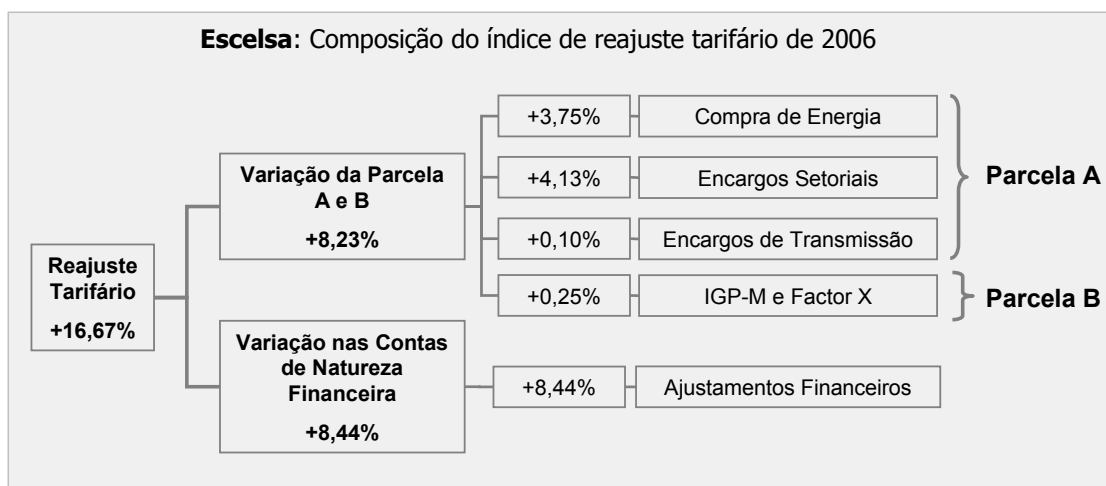 Escelsa: Composição do índice de reajuste tarifário de 2006
Reajuste
Tarifário
+16,67%
Variação da Parcela
A e B
+8,23%
+3,75%
Compra de Energia
+4,13%
Encargos Setoriais
+0,10%
Encargos de Transmissão
Parcela A
+0,25%
IGP-M e Factor X
Parcela B
Variação nas Contas
de Natureza
Financeira
+8,44%
+8,44%
Ajustamentos Financeiros